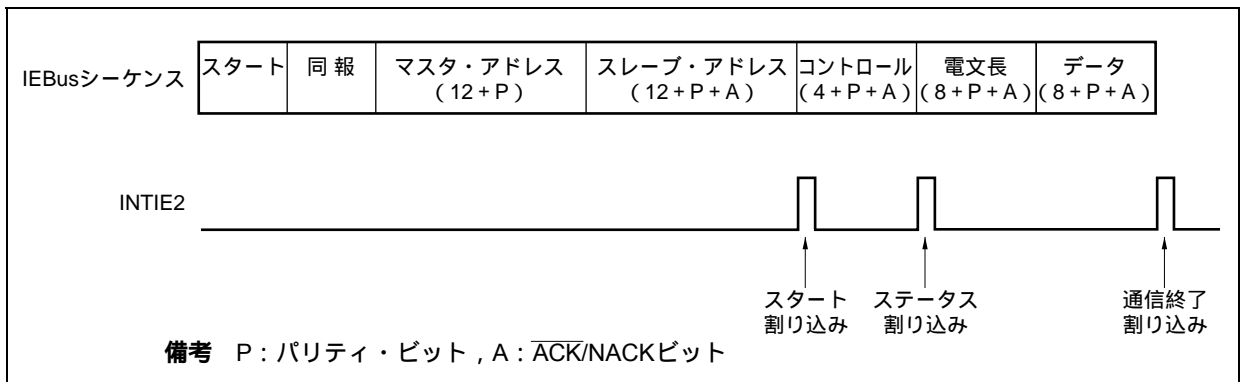 IEBusシーケンス
スタート 同 報 マスタ・アドレス スレーブ・アドレス コントロール 電文長 データ
(12+P) (12+P+A) (4+P+A) (8+P+A) (8+P+A)
INTIE2
スタート ステータス 通信終了
割り込み 割り込み 割り込み
備考 P:パリティ・ビット,A:A̅C̅K̅/NACKビット